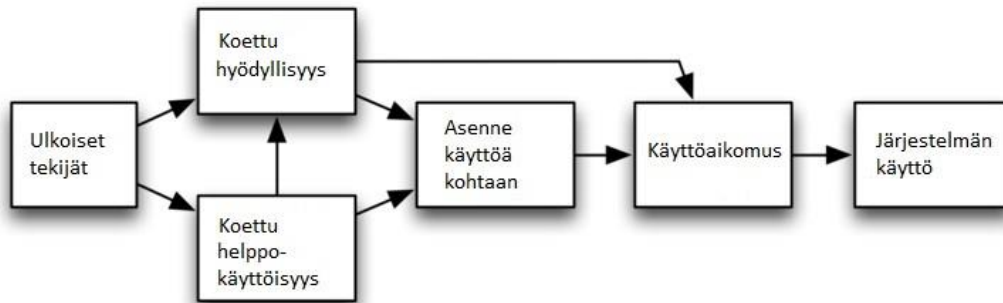 Koettu
hyödyllisyys
Ulkoiset
tekijät
Koettu
helppo-
käyttöisyys
Asenne
käyttöä
kohtaan
Käyttöaikomus
Järjestelmän
käyttö